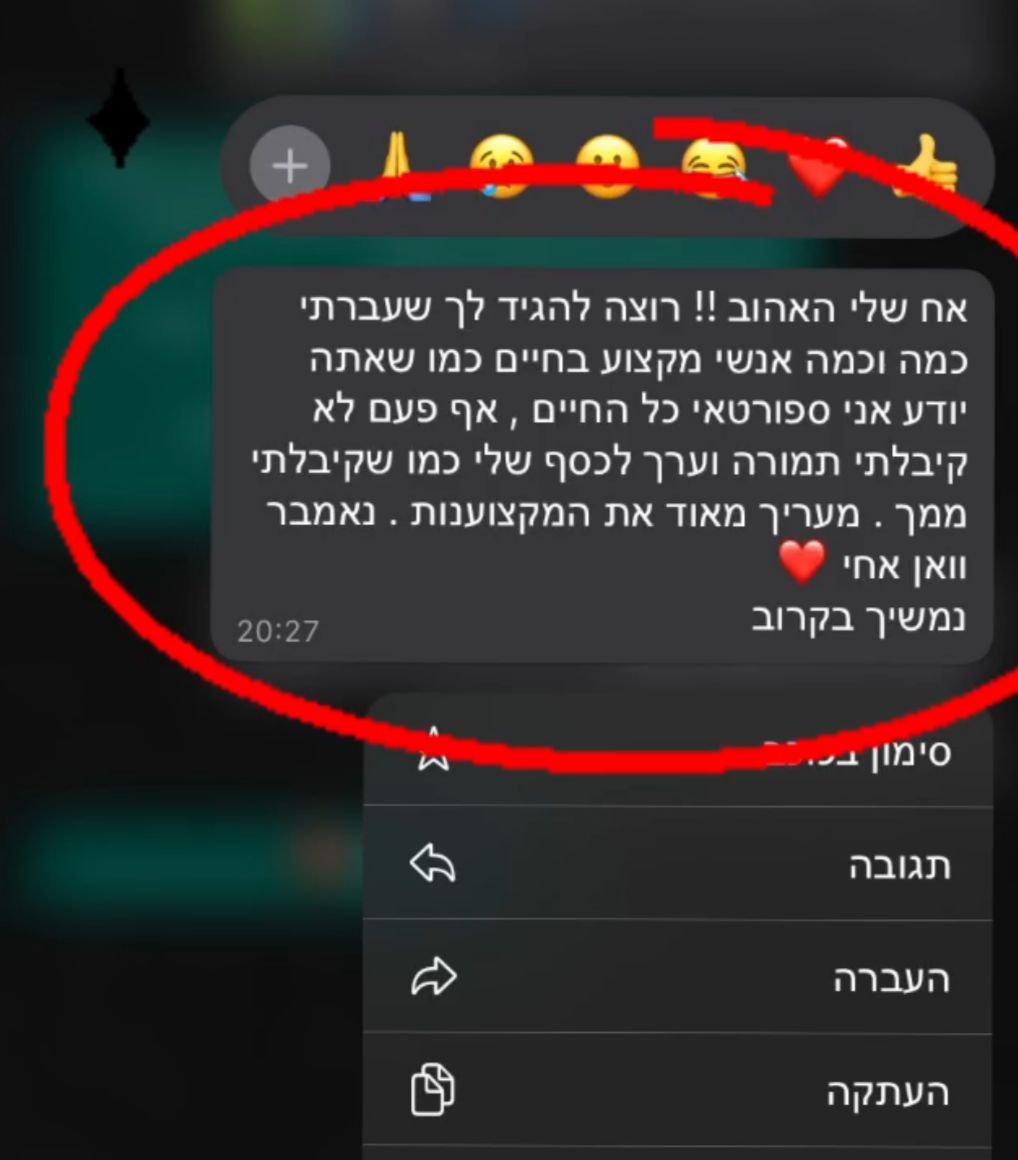 אח שלי האהוב !! רוצה להגיד לך שעברתי
כמה וכמה אנשי מקצוע בחיים כמו שאתה
יודע אני ספורטאי כל החיים , אף פעם לא
קיבלתי תמורה וערך לכסף שלי כמו שקיבלתי
ממך . מעריך מאוד את המקצוענות . נאמבר
וואן אחי ❤️
נמשיך בקרוב
20:27
סימון
תגובה
העברה
העתקה